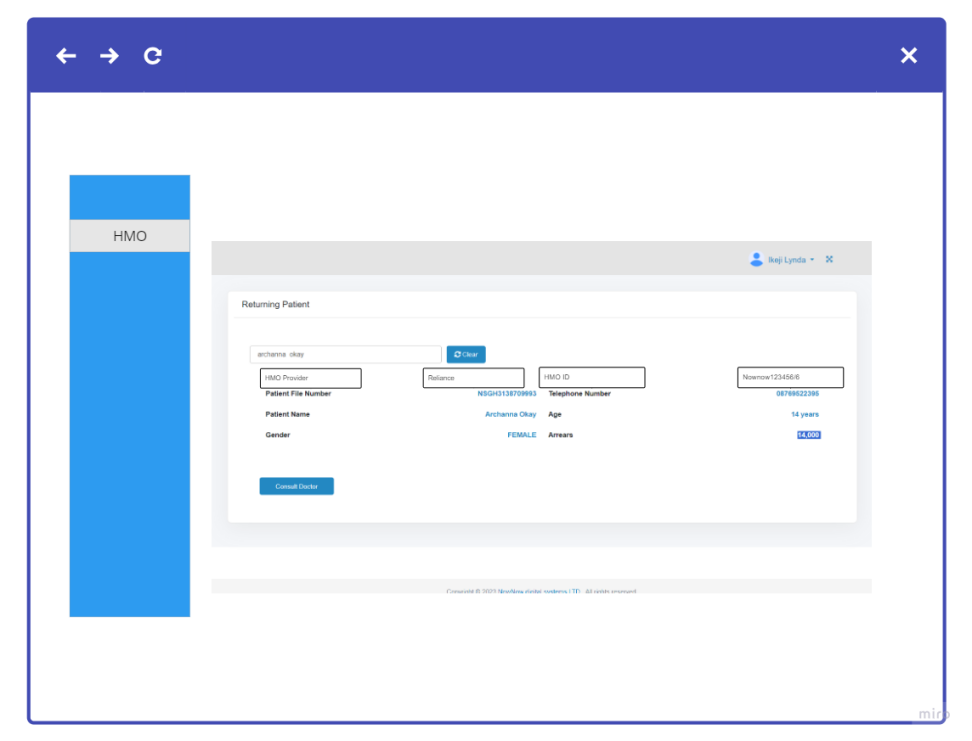 HMO
Ikeji Lynda
Returning Patient
archanna okay
Clear
HMO Provider Reliance HMO ID Nownow123456/6
Patient File Number NSGH3138709993 Telephone Number 08769522395
Patient Name Archanna Okay Age 14 years
Gender FEMALE Arrears 14,000
Consult Doctor
Copyright © 2023 NowNow digital systems LTD. All rights reserved
miro